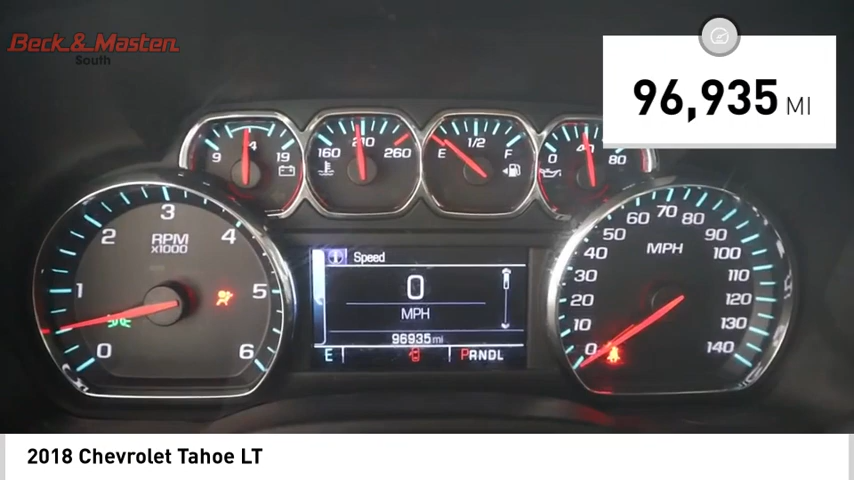 Beck & Masten
South
96,935 MI
9 14 19
160 210 260
E 1/2 F
0 40 80
0 1 2 3 4 5 6
RPM
x1000
Speed
0
MPH
96935 mi
E PRNDL
0 10 20 30 40 50 60 70 80 90 100 110 120 130 140
MPH
2018 Chevrolet Tahoe LT